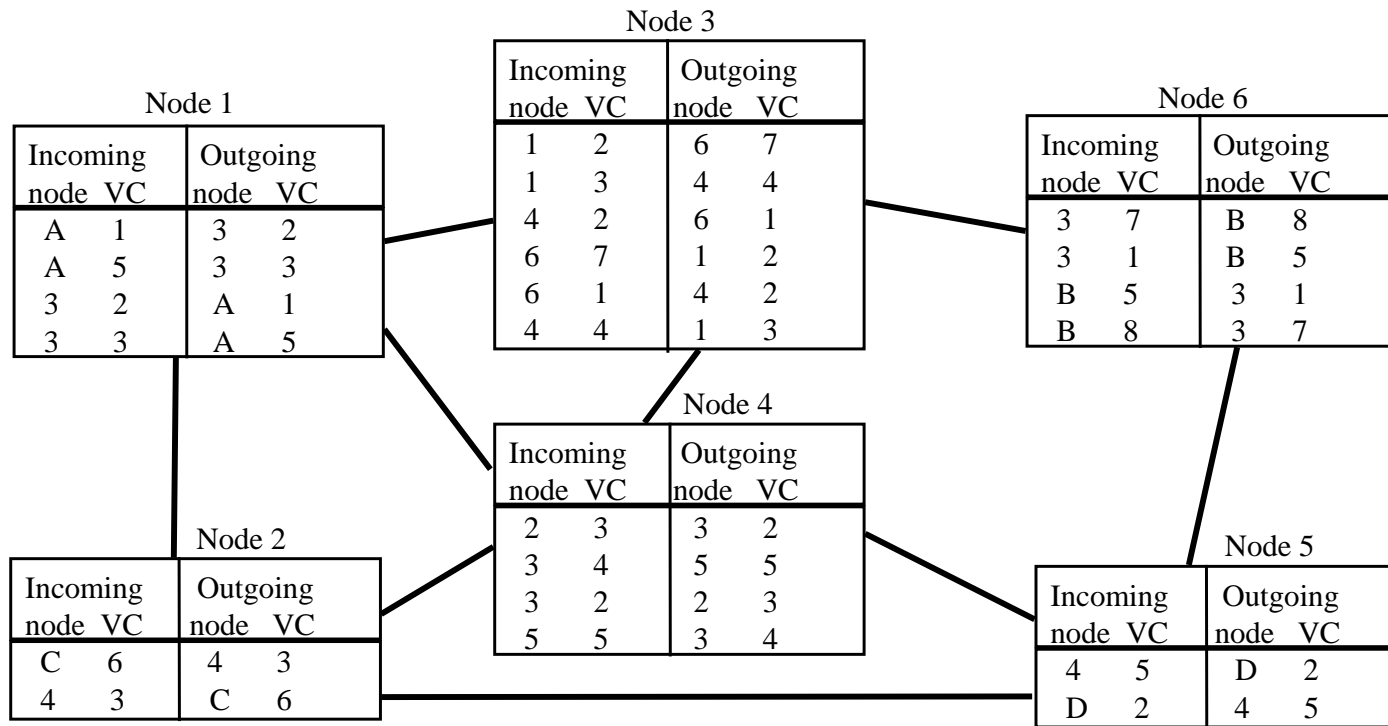 Node 3
Incoming Outgoing
node VC node VC
1 2 6 7
1 3 4 4
4 2 6 1
6 7 1 2
6 1 4 2
4 4 1 3
Node 1
Incoming Outgoing
node VC node VC
A 1 3 2
A 5 3 3
3 2 A 1
3 3 A 5
Node 6
Incoming Outgoing
node VC node VC
3 7 B 8
3 1 B 5
B 5 3 1
B 8 3 7
Node 4
Incoming Outgoing
node VC node VC
2 3 3 2
3 4 5 5
3 2 2 3
5 5 3 4
Node 2
Incoming Outgoing
node VC node VC
C 6 4 3
4 3 C 6
Node 5
Incoming Outgoing
node VC node VC
4 5 D 2
D 2 4 5